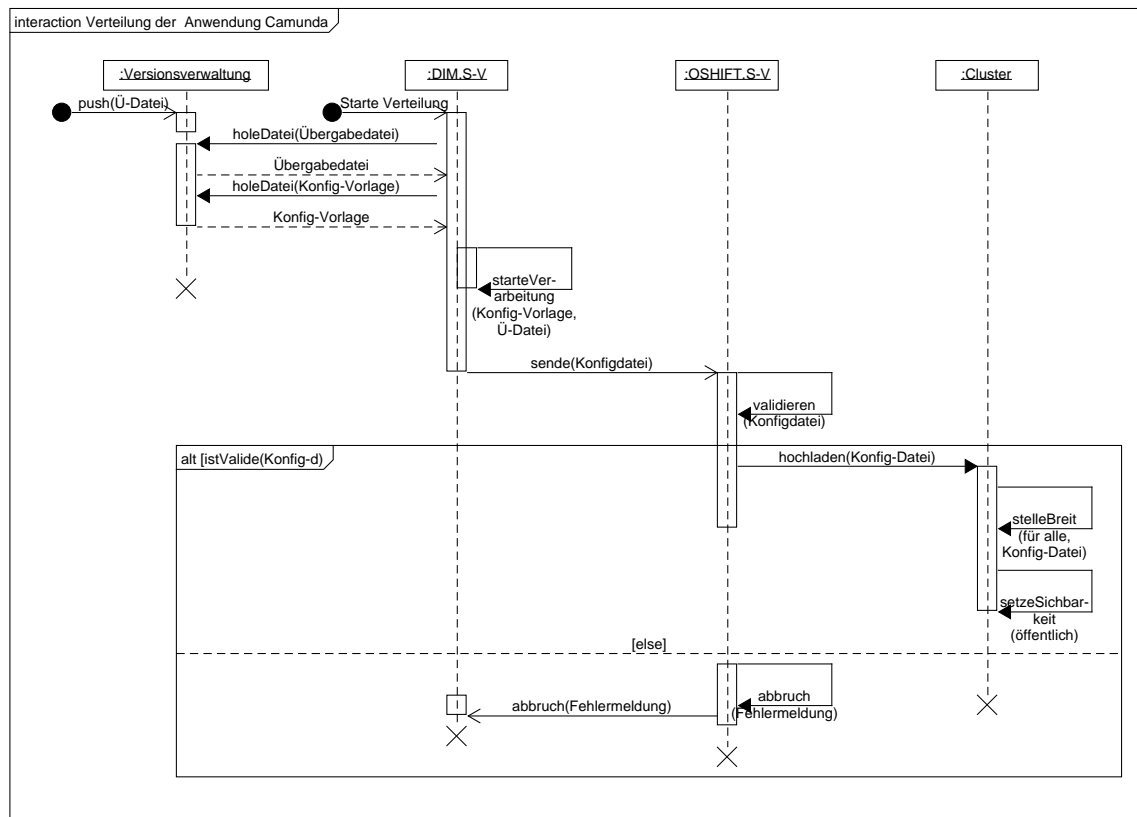 interaction Verteilung der  Anwendung Camunda
:Versionsverwaltung
:DIM.S-V
:OSHIFT.S-V
:Cluster
push(Ü-Datei)
Starte Verteilung
holeDatei(Übergabedatei)
Übergabedatei
holeDatei(Konfig-Vorlage)
Konfig-Vorlage
starteVer-
arbeitung
(Konfig-Vorlage,
Ü-Datei)
sende(Konfigdatei)
validieren
(Konfigdatei)
alt [istValide(Konfig-d)
hochladen(Konfig-Datei)
stelleBreit
(für alle,
Konfig-Datei)
setzeSichbar-
keit
(öffentlich)
[else]
abbruch
(Fehlermeldung)
abbruch(Fehlermeldung)